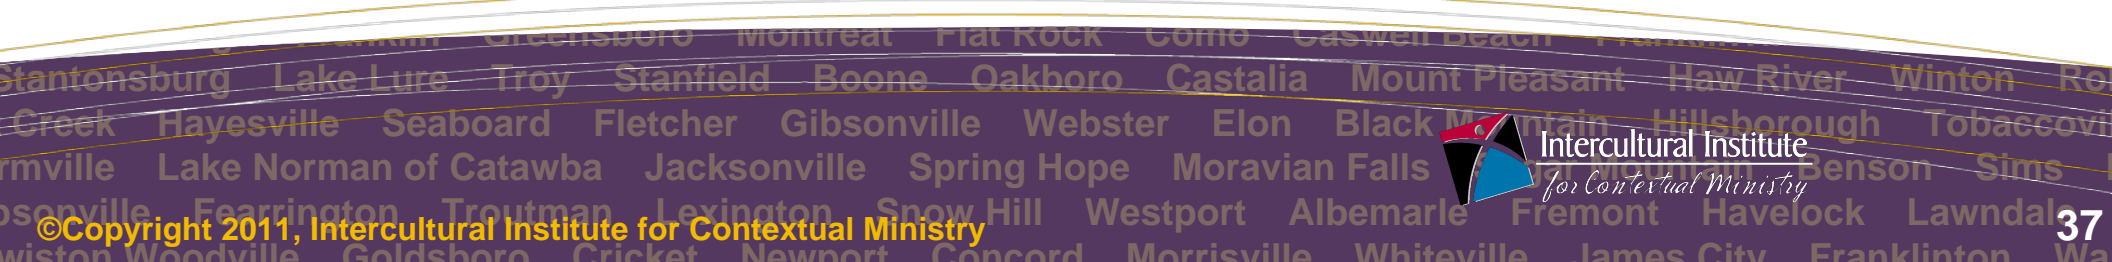 Franklin Greensboro Montreat Flat Rock Como Caswell Beach
Stantonsburg Lake Lure Troy Stanfield Boone Oakboro Castalia Mount Pleasant Haw River Winton
Creek Hayesville Seaboard Fletcher Gibsonville Webster Elon Black Mountain Hillsborough
Intercultural Institute
Lake Norman of Catawba Jacksonville Spring Hope Moravian Falls Sugar Mountain Benson Sims
for Contextual Ministry
Fearrington Troutman Lexington Snow Hill Westport Albemarle Fremont Havelock Lawndale
©Copyright 2011, Intercultural Institute for Contextual Ministry
37
Woodville Goldsboro Cricket Newport Concord Morrisville Whiteville James City Franklinton